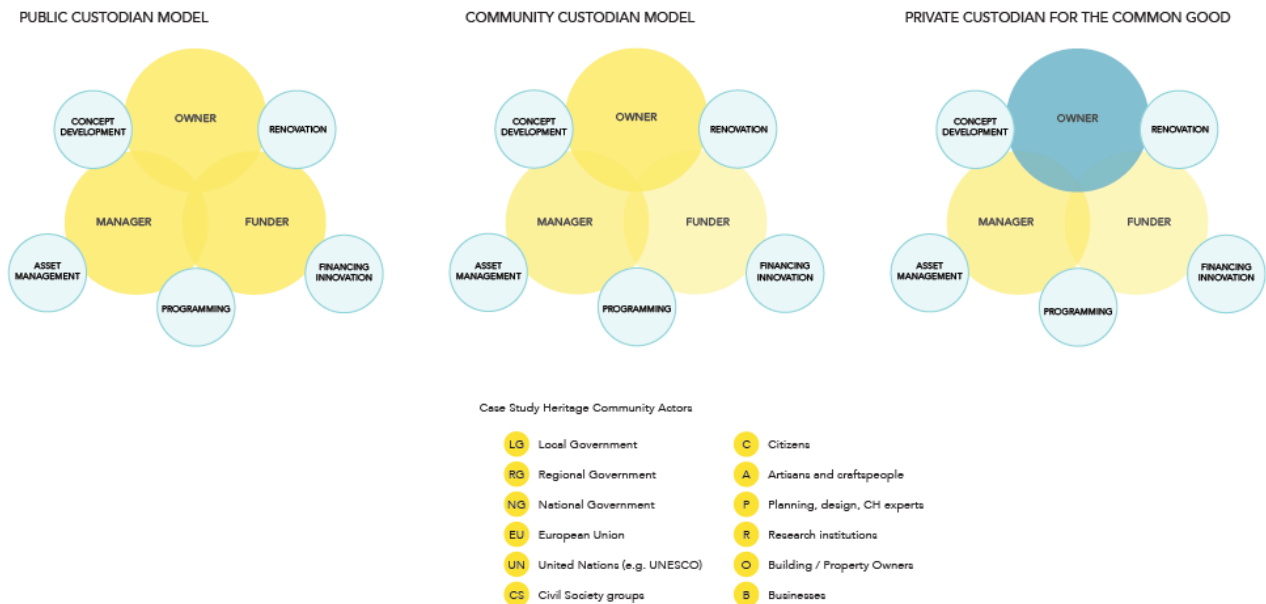 PUBLIC CUSTODIAN MODEL
OWNER
CONCEPT
DEVELOPMENT
RENOVATION
MANAGER
FUNDER
ASSET
MANAGEMENT
FINANCING
INNOVATION
PROGRAMMING
COMMUNITY CUSTODIAN MODEL
OWNER
CONCEPT
DEVELOPMENT
RENOVATION
MANAGER
FUNDER
ASSET
MANAGEMENT
FINANCING
INNOVATION
PROGRAMMING
PRIVATE CUSTODIAN FOR THE COMMON GOOD
OWNER
CONCEPT
DEVELOPMENT
RENOVATION
MANAGER
FUNDER
ASSET
MANAGEMENT
FINANCING
INNOVATION
PROGRAMMING
Case Study Heritage Community Actors
LG Local Government
RG Regional Government
NG National Government
EU European Union
UN United Nations (e.g. UNESCO)
CS Civil Society groups
C Citizens
A Artisans and craftspeople
P Planning, design, CH experts
R Research institutions
O Building / Property Owners
B Businesses